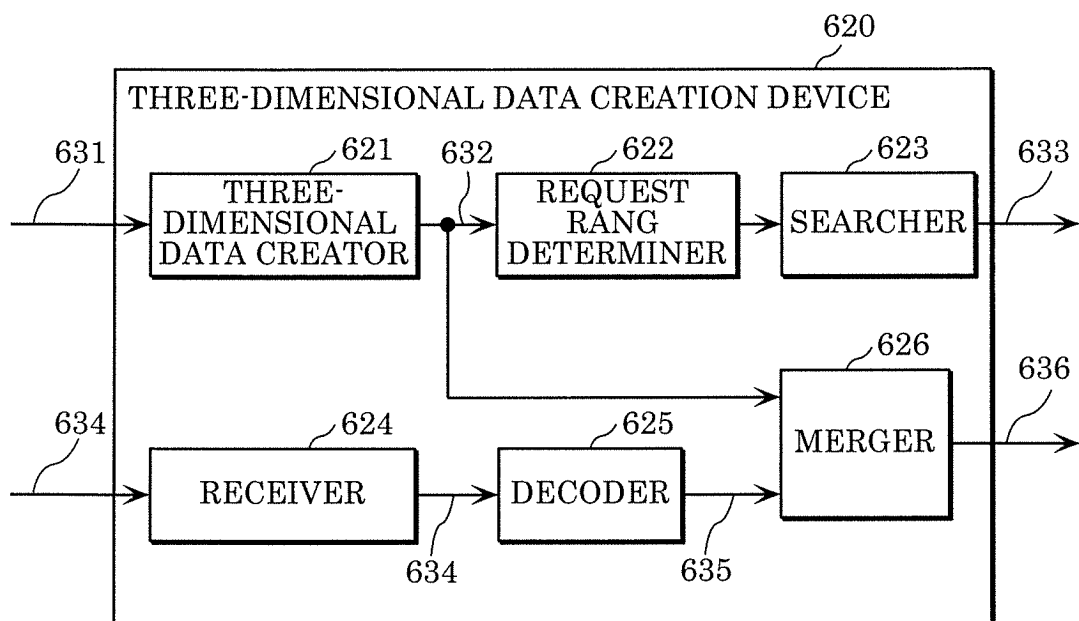 620
THREE-DIMENSIONAL DATA CREATION DEVICE
631
621
632
622
623
633
THREE-
DIMENSIONAL
DATA CREATOR
REQUEST
RANG
DETERMINER
SEARCHER
626
636
634
624
625
MERGER
RECEIVER
DECODER
634
635